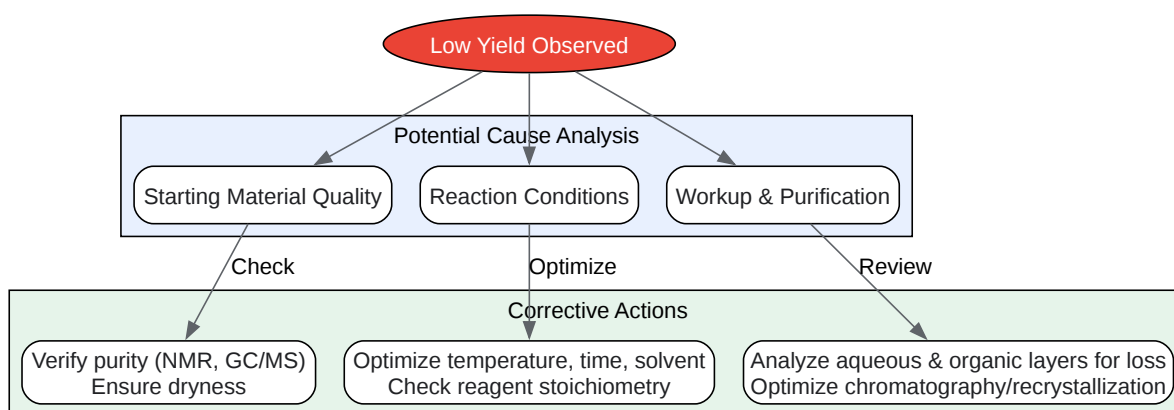 Low Yield Observed
Potential Cause Analysis
Starting Material Quality
Reaction Conditions
Workup & Purification
Check
Optimize
Review
Corrective Actions
Verify purity (NMR, GC/MS)
Ensure dryness
Optimize temperature, time, solvent
Check reagent stoichiometry
Analyze aqueous & organic layers for loss
Optimize chromatography/recrystallization